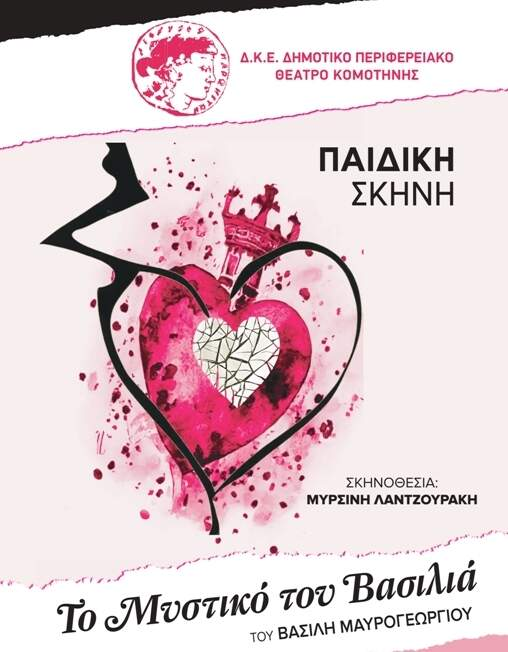 Δ.Κ.Ε. ΔΗΜΟΤΙΚΟ ΠΕΡΙΦΕΡΕΙΑΚΟ
ΘΕΑΤΡΟ ΚΟΜΟΤΗΝΗΣ
ΠΑΙΔΙΚΗ
ΣΚΗΝΗ
ΣΚΗΝΟΘΕΣΙΑ:
ΜΥΡΣΙΝΗ ΛΑΝΤΖΟΥΡΑΚΗ
Το Μυστικό του Βασιλιά
ΤΟΥ ΒΑΣΙΛΗ ΜΑΥΡΟΓΕΩΡΓΙΟΥ